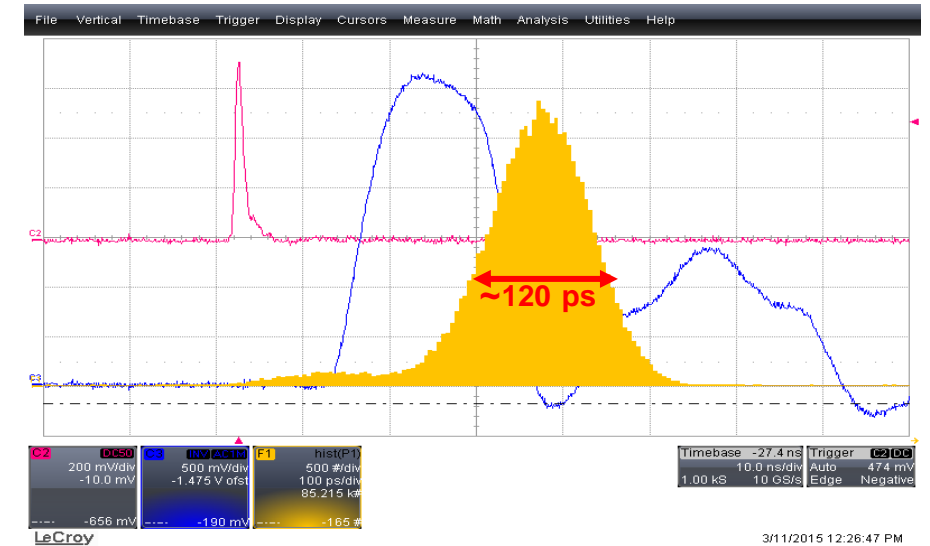 File Vertical Timebase Trigger Display Cursors Measure Math Analysis Utilities Help
C2
~120 ps
C3
C2 DC50
200 mV/div
-10.0 mV
-656 mV
C3
500 mV/div
-1.475 V ofst
-190 mV
F1 hist(P1)
500 #/div
100 ps/div
85.215 k#
-165 #
Timebase -27.4 ns
10.0 ns/div
1.00 kS 10 GS/s
Trigger C2 DC
Auto 474 mV
Edge Negative
LeCroy
3/11/2015 12:26:47 PM